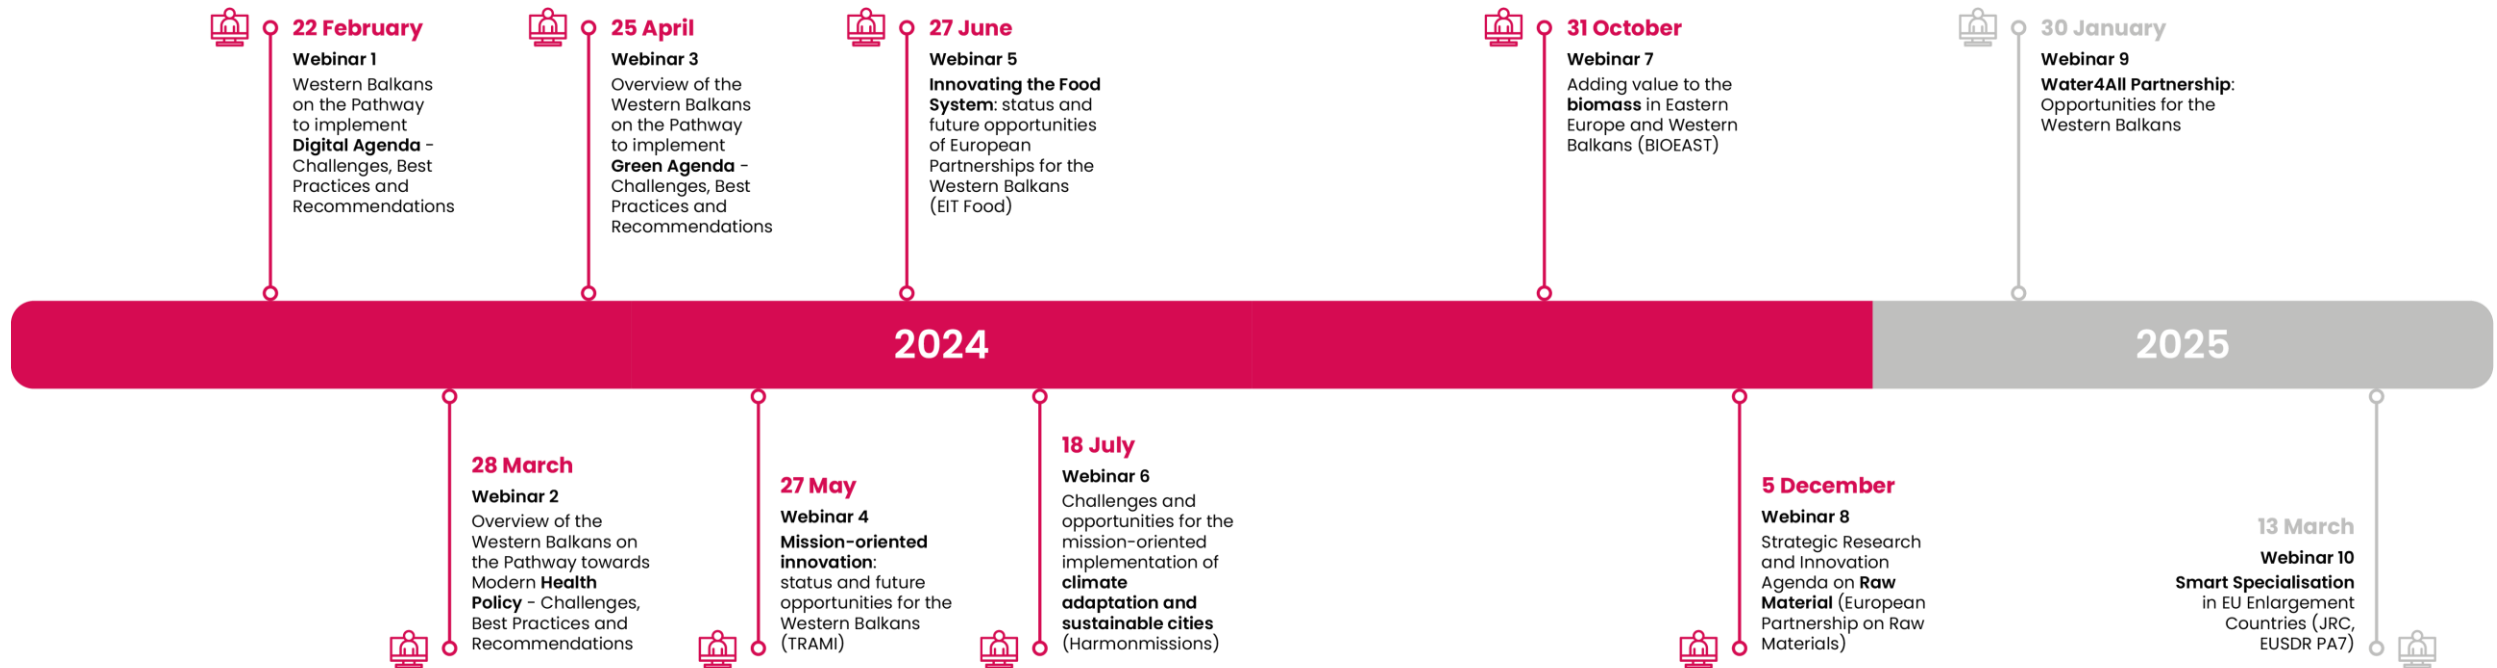 22 February
Webinar 1
Western Balkans
on the Pathway
to implement
Digital Agenda -
Challenges, Best
Practices and
Recommendations
25 April
Webinar 3
Overview of the
Western Balkans
on the Pathway
to implement
Green Agenda -
Challenges, Best
Practices and
Recommendations
27 June
Webinar 5
Innovating the Food
System: status and
future opportunities
of European
Partnerships for the
Western Balkans
(EIT Food)
31 October
Webinar 7
Adding value to the
biomass in Eastern
Europe and Western
Balkans (BIOEAST)
30 January
Webinar 9
Water4All Partnership:
Opportunities for the
Western Balkans
2024
2025
28 March
Webinar 2
Overview of the
Western Balkans on
the Pathway towards
Modern Health
Policy - Challenges,
Best Practices and
Recommendations
27 May
Webinar 4
Mission-oriented
innovation:
status and future
opportunities for the
Western Balkans
(TRAMI)
18 July
Webinar 6
Challenges and
opportunities for the
mission-oriented
implementation of
climate
adaptation and
sustainable cities
(Harmonmissions)
5 December
Webinar 8
Strategic Research
and Innovation
Agenda on Raw
Material (European
Partnership on Raw
Materials)
13 March
Webinar 10
Smart Specialisation
in EU Enlargement
Countries (JRC,
EUSDR PA7)